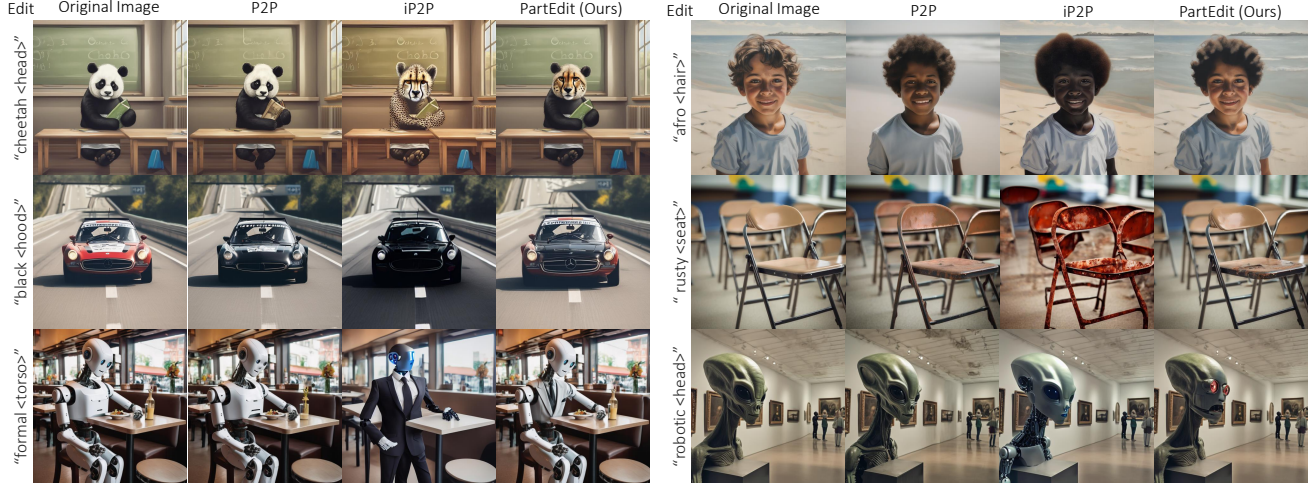 Edit Original Image P2P iP2P PartEdit (Ours)
“cheetah <head>”
“black <hood>”
“formal <torso>”
Edit Original Image P2P iP2P PartEdit (Ours)
“afro <hair>”
“ rusty <seat>”
“robotic <head>”